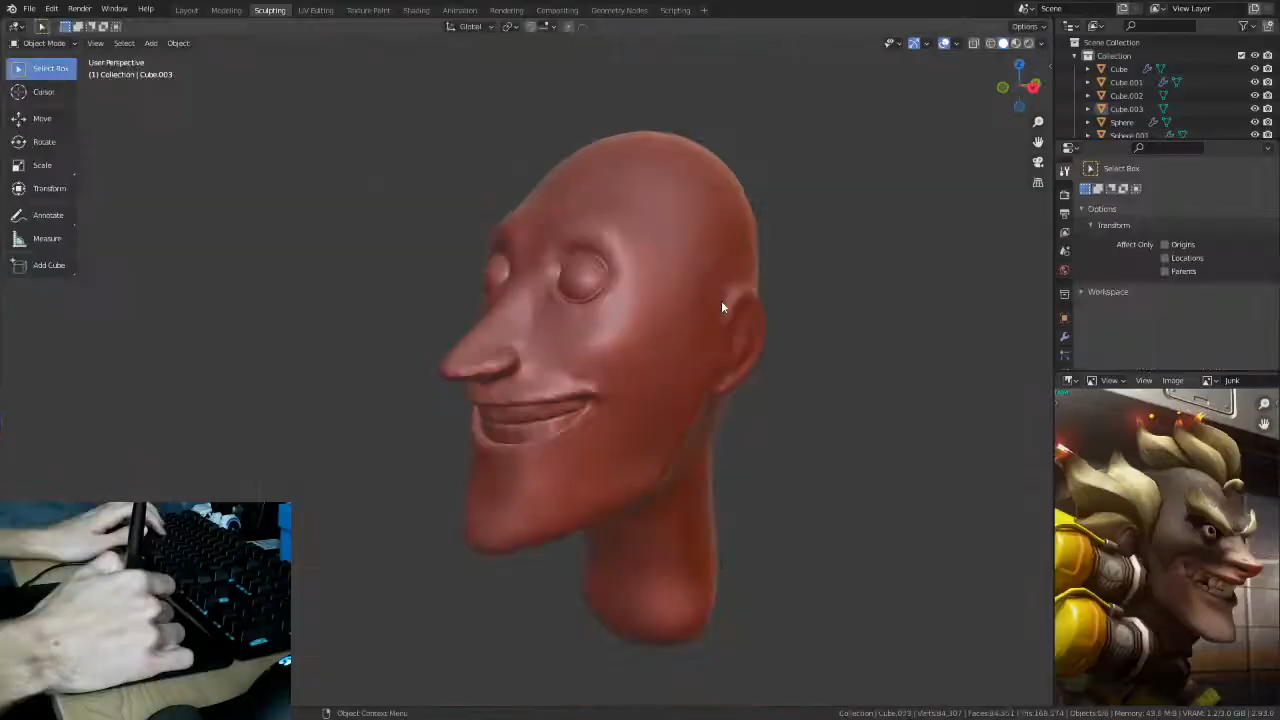 File Edit Render Window Help Layout Modeling Sculpting UV Editing Texture Paint Shading Animation Rendering Compositing Geometry Nodes Scripting + Scene View Layer
Global Options
Object Mode View Select Add Object
User Perspective
(1) Collection | Cube.003
Select Box
Cursor
Move
Rotate
Scale
Transform
Annotate
Measure
Add Cube
Z
Scene Collection
Collection
Cube
Cube.001
Cube.002
Cube.003
Sphere
Sphere.001
Select Box
Options
Transform
Affect Only Origins
Locations
Parents
Workspace
View View Image Junk
Object Context Menu